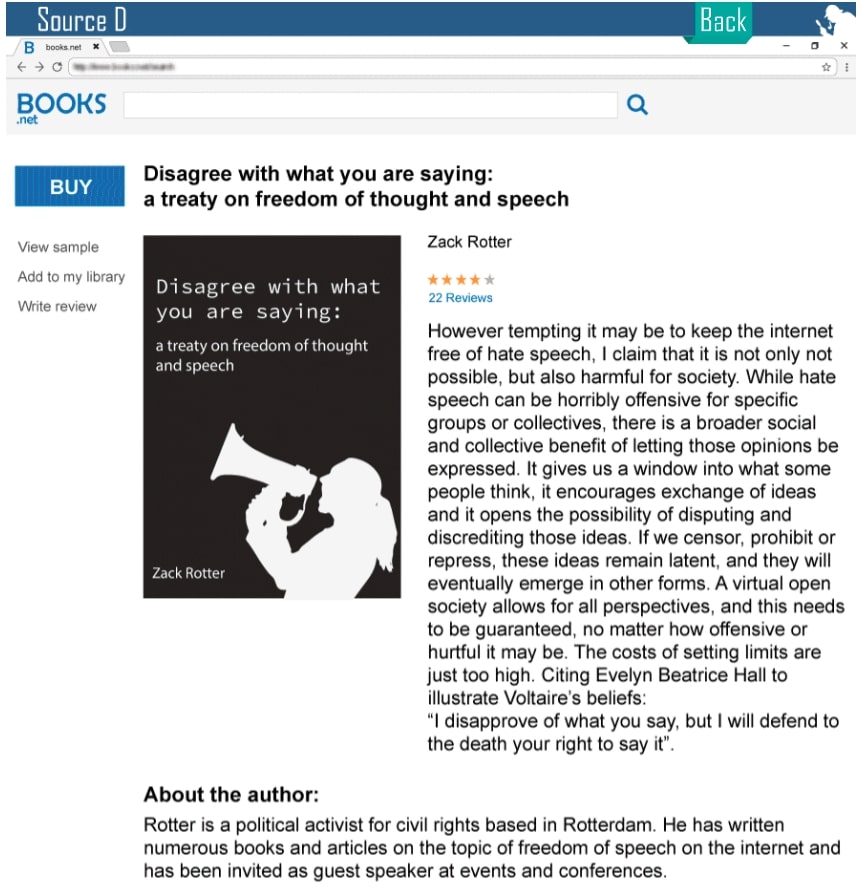 Source D
Back
B books.net
BOOKS
.net
BUY
Disagree with what you are saying:
a treaty on freedom of thought and speech
View sample
Add to my library
Write review
Disagree with what
you are saying:
a treaty on freedom of thought
and speech
Zack Rotter
Zack Rotter
22 Reviews
However tempting it may be to keep the internet
free of hate speech, I claim that it is not only not
possible, but also harmful for society. While hate
speech can be horribly offensive for specific
groups or collectives, there is a broader social
and collective benefit of letting those opinions be
expressed. It gives us a window into what some
people think, it encourages exchange of ideas
and it opens the possibility of disputing and
discrediting those ideas. If we censor, prohibit or
repress, these ideas remain latent, and they will
eventually emerge in other forms. A virtual open
society allows for all perspectives, and this needs
to be guaranteed, no matter how offensive or
hurtful it may be. The costs of setting limits are
just too high. Citing Evelyn Beatrice Hall to
illustrate Voltaire's beliefs:
“I disapprove of what you say, but I will defend to
the death your right to say it”.
About the author:
Rotter is a political activist for civil rights based in Rotterdam. He has written
numerous books and articles on the topic of freedom of speech on the internet and
has been invited as guest speaker at events and conferences.